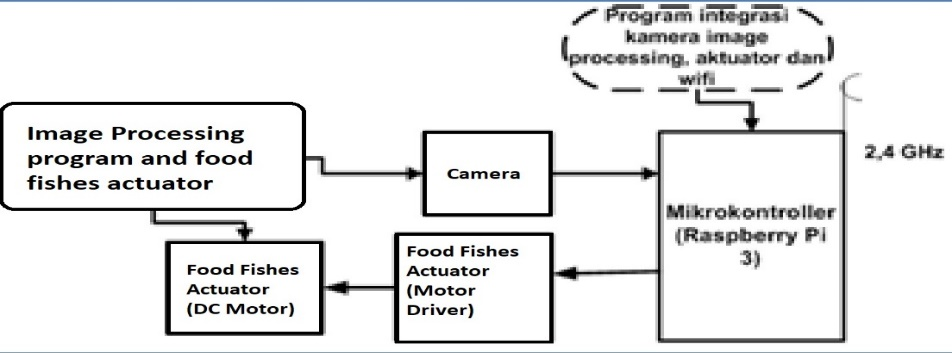 Program integrasi
kamera image
processing, aktuator dan
wifi
Image Processing
program and food
fishes actuator
Camera
2,4 GHz
Mikrokontroller
(Raspberry Pi
3)
Food Fishes
Actuator
(Motor
Driver)
Food Fishes
Actuator
(DC Motor)